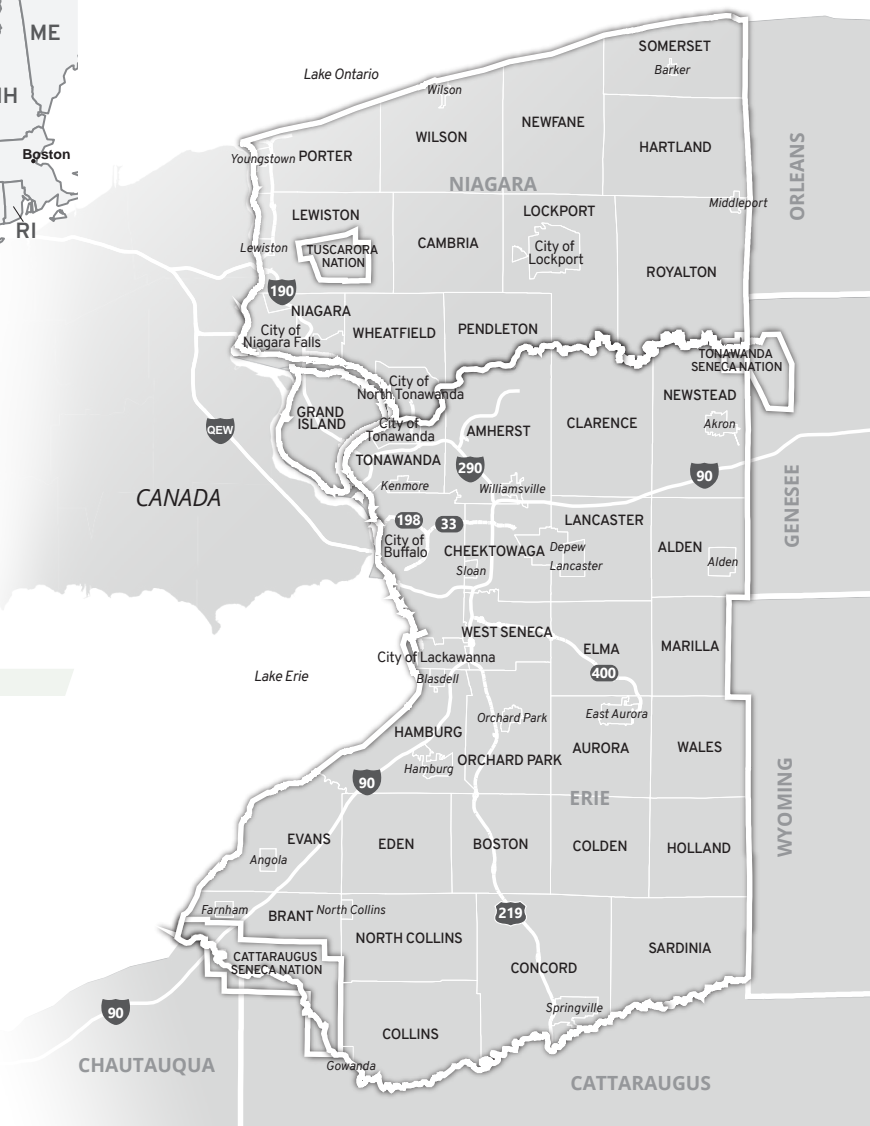 ME
SOMERSET
Lake Ontario
Barker
Wilson
Boston
NEWFANE
WILSON
HARTLAND
Youngstown PORTER
ORLEANS
NIAGARA
RI
Middleport
LEWISTON
LOCKPORT
Lewiston
TUSCARORA
NATION
CAMBRIA
City of
Lockport
ROYALTON
190
NIAGARA
City of
Niagara Falls
WHEATFIELD
PENDLETON
TONAWANDA
SENECA NATION
City of
North Tonawanda
NEWSTEAD
GRAND
ISLAND
QEW
City of
Tonawanda
AMHERST
CLARENCE
Akron
TONAWANDA
290
90
Kenmore
Williamsville
CANADA
GENESEE
198
33
LANCASTER
City of
Buffalo
CHEEKTOWAGA
Depew
ALDEN
Sloan
Lancaster
Alden
WEST SENECA
ELMA
MARILLA
City of Lackawanna
Lake Erie
Blasdell
400
Orchard Park
East Aurora
HAMBURG
AURORA
WALES
Hamburg
ORCHARD PARK
90
ERIE
WYOMING
EVANS
EDEN
BOSTON
COLDEN
HOLLAND
Angola
Farnham
BRANT
North Collins
219
NORTH COLLINS
SARDINIA
CATTARAUGUS
SENECA NATION
CONCORD
90
Springville
COLLINS
CHAUTAUQUA
Gowanda
CATTARAUGUS